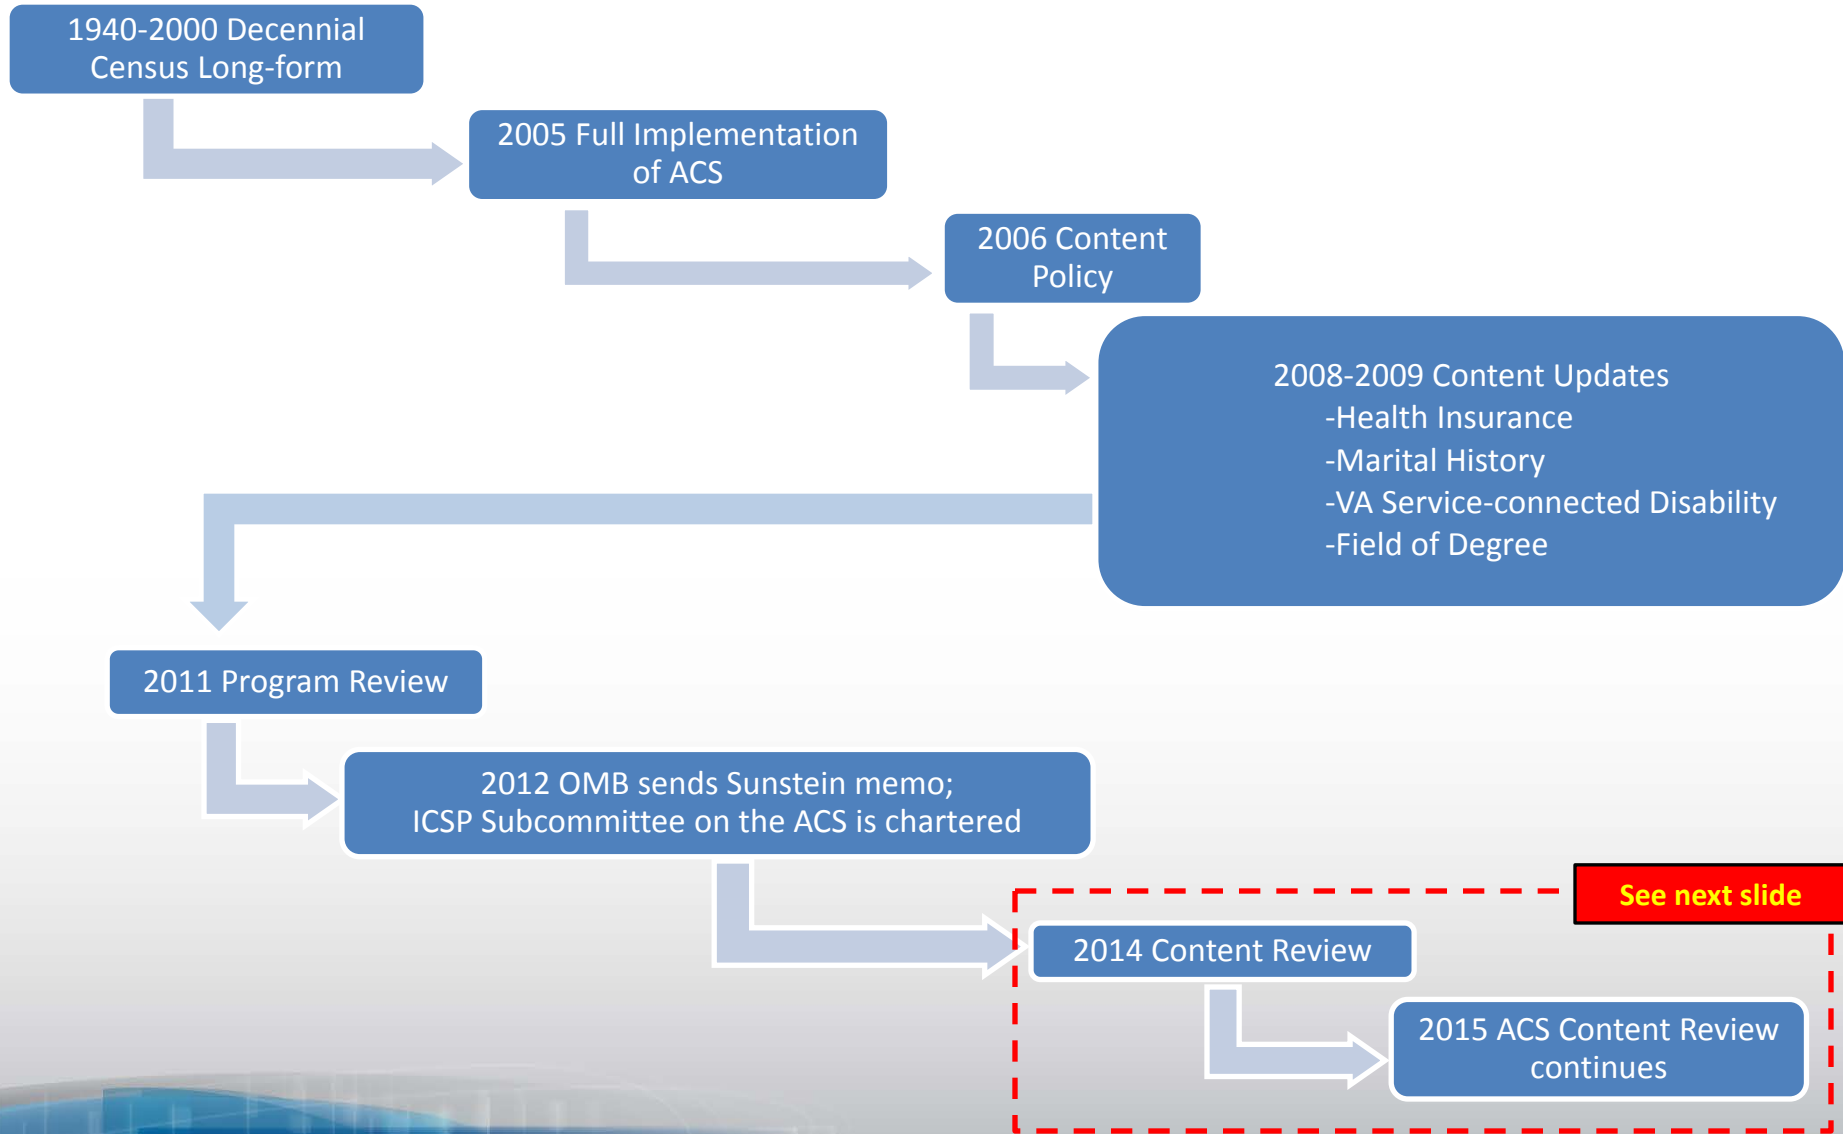 1940-2000 Decennial
Census Long-form
2005 Full Implementation
of ACS
2006 Content
Policy
2008-2009 Content Updates
-Health Insurance
-Marital History
-VA Service-connected Disability
-Field of Degree
2011 Program Review
2012 OMB sends Sunstein memo;
ICSP Subcommittee on the ACS is chartered
See next slide
2014 Content Review
2015 ACS Content Review
continues